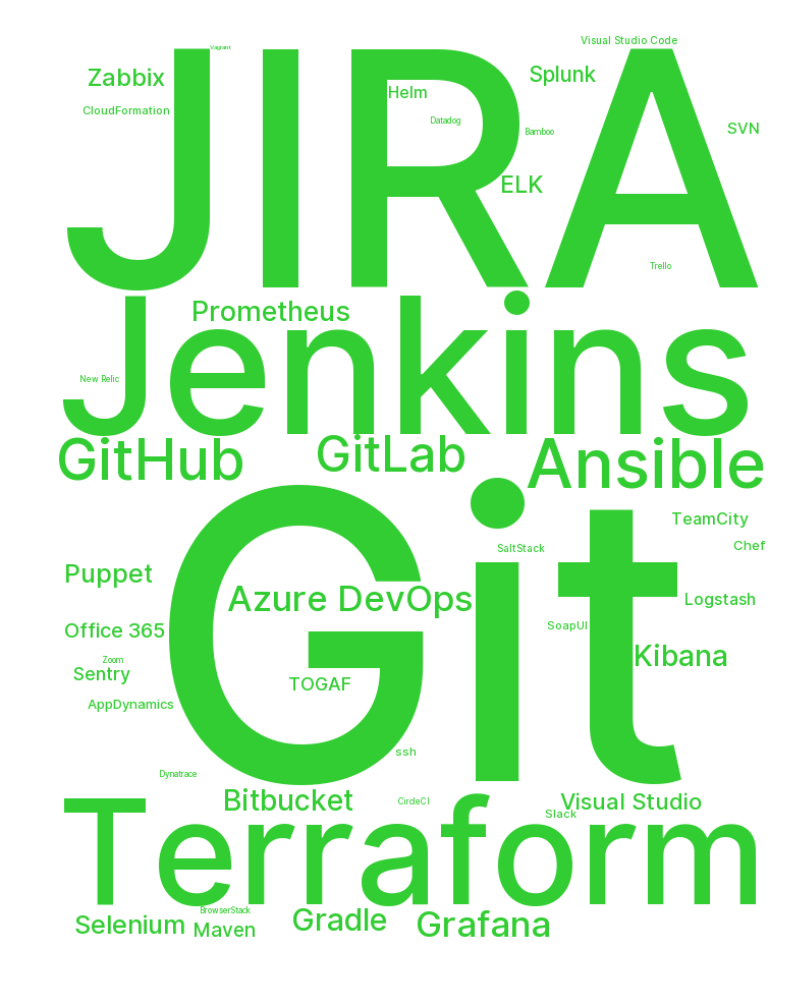 Visual Studio Code
Vagrant
JIRA
Zabbix
Splunk
Helm
CloudFormation
Datadog
Bamboo
SVN
ELK
Trello
Jenkins
Prometheus
New Relic
GitHub
GitLab
Ansible
Git
TeamCity
Chef
SaltStack
Puppet
Azure DevOps
Logstash
Office 365
SoapUI
Zoom
Kibana
Sentry
TOGAF
AppDynamics
ssh
Dynatrace
Bitbucket
CircleCI
Visual Studio
Slack
Terraform
BrowserStack
Selenium
Maven
Gradle
Grafana